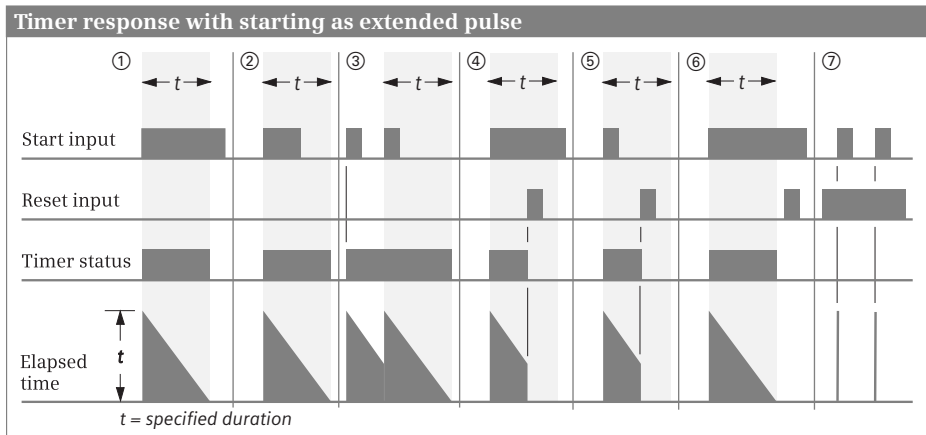 Timer response with starting as extended pulse
① ② ③ ④ ⑤ ⑥ ⑦
t t t t t t
Start input
Reset input
Timer status
t
Elapsed
time
t = specified duration